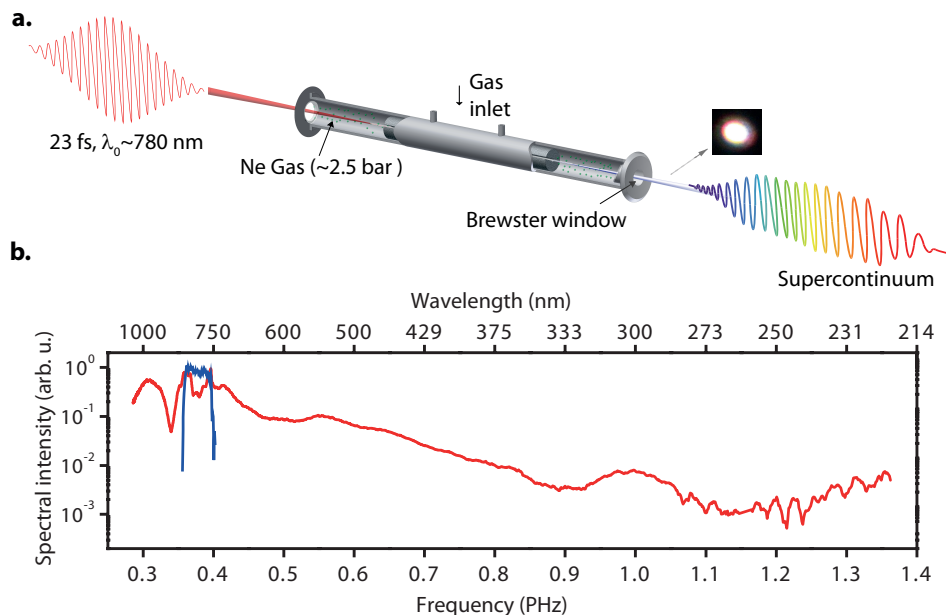 a.
Gas
↓ inlet
23 fs, λ₀~780 nm
Ne Gas (~2.5 bar )
Brewster window
Supercontinuum
b.
Wavelength (nm)
1000 750 600 500 429 375 333 300 273 250 231 214
Spectral intensity (arb. u.)
10⁰
10⁻¹
10⁻²
10⁻³
0.3 0.4 0.5 0.6 0.7 0.8 0.9 1.0 1.1 1.2 1.3 1.4
Frequency (PHz)